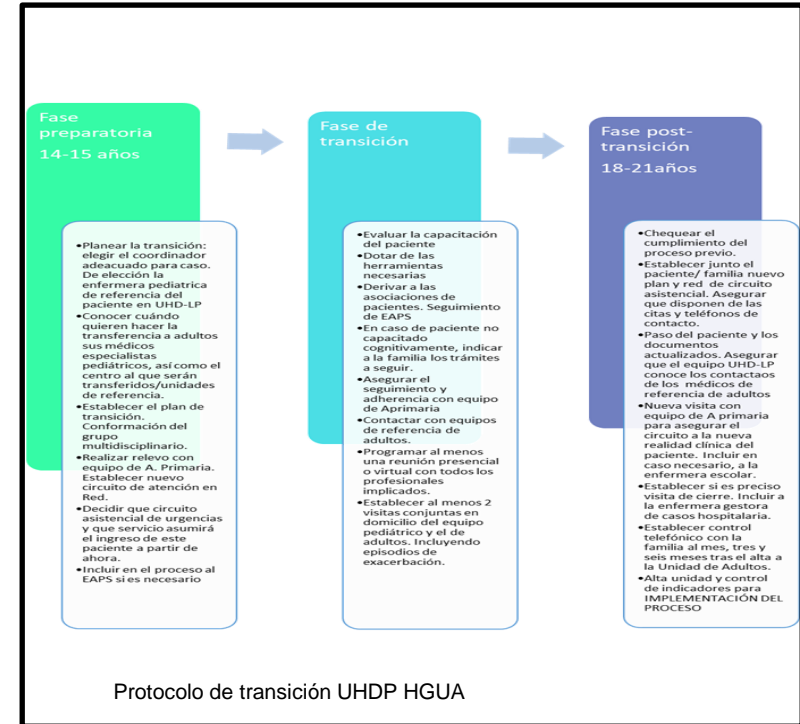 Fase
preparatoria
14-15 años
•Planear la transición:
elegir el coordinador
adeacuado para caso.
De elección la
enfermera pediatrica
de referencia del
paciente en UHD-LP
•Conocer cuándo
quieren hacer la
transferencia a adultos
sus médicos
especialistas
pediátricos, así como el
centro al que serán
transferidos/unidades
de referencia.
•Establecer el plan de
transición.
Conformación del
grupo
multidisciplinario.
•Realizar relevo con
equipo de A. Primaria.
Establecer nuevo
circuito de atención en
Red.
•Decidir que circuito
asistencial de urgencias
y que servicio asumirá
el ingreso de este
paciente a partir de
ahora.
•Incluir en el proceso al
EAPS si es necesario
Fase de
transición
•Evaluar la capacitación
del paciente
•Dotar de las
herramientas
necesarias
•Derivar a las
asociaciones de
pacientes. Seguimiento
de EAPS
•En caso de paciente no
capacitado
cognitivamente, indicar
a la familia los trámites
a seguir.
•Asegurar el
seguimiento y
adherencia con equipo
de Aprimaria
•Contactar con equipos
de referencia de
adultos.
•Programar al menos
una reunión presencial
o virtual con todos los
profesionales
implicados.
•Establecer al menos 2
visitas conjuntas en
domicilio del equipo
pediátrico y el de
adultos. Incluyendo
episodios de
exacerbación.
Fase post-
transición
18-21años
•Chequear el
cumplimiento del
proceso previo.
•Establecer junto el
paciente/ familia nuevo
plan y red  de circuito
asistencial. Asegurar
que disponen de las
citas y teléfonos de
contacto.
•Paso del paciente y los
documentos
actualizados. Asegurar
que el equipo UHD-LP
conoce los contactaos
de los  médicos de
referencia de adultos
•Nueva visita con
equipo de A primaria
para asegurar el
circuito a la nueva
realidad clínica del
paciente. Incluir en
caso necesario, a la
enfermera escolar.
•Establecer si es preciso
visita de cierre. Incluir a
la enfermera gestora
de casos hospitalaria.
•Establecer control
telefónico con la
familia al mes, tres y
seis meses tras el alta a
la Unidad de Adultos.
•Alta unidad y control
de indicadores para
IMPLEMENTACIÓN DEL
PROCESO
Protocolo de transición UHDP HGUA